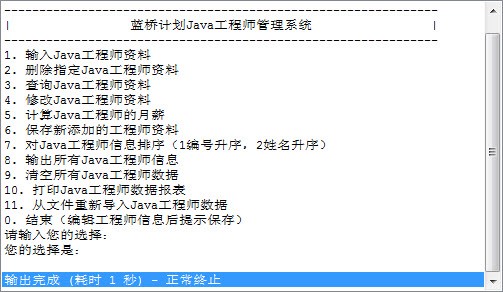 蓝桥计划Java工程师管理系统
1. 输入Java工程师资料
2. 删除指定Java工程师资料
3. 查询Java工程师资料
4. 修改Java工程师资料
5. 计算Java工程师的月薪
6. 保存新添加的工程师资料
7. 对Java工程师信息排序（1编号升序，2姓名升序）
8. 输出所有Java工程师信息
9. 清空所有Java工程师数据
10. 打印Java工程师数据报表
11. 从文件重新导入Java工程师数据
0. 结束（编辑工程师信息后提示保存）
请输入您的选择：
您的选择是：
输出完成 (耗时 1 秒) - 正常终止